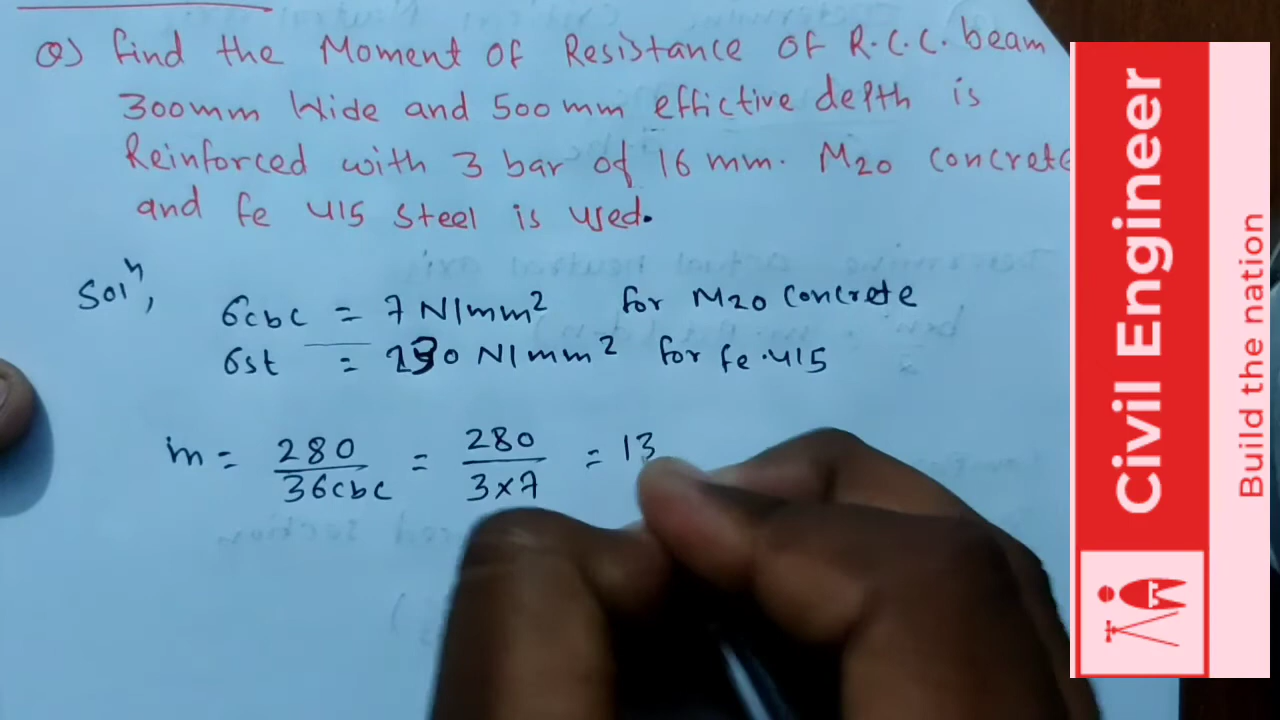 Q) Find the Moment of Resistance of R.C.C. beam
300mm Wide and 500mm effictive depth is
Reinforced with 3 bar of 16 mm. M20 concrete
and fe 415 steel is used.
Solⁿ,
σcbc = 7 N/mm² for M20 Concrete
σst = 230 N/mm² for fe.415
m = 280/3σcbc = 280/3×7 = 13
Civil Engineer
Build the nation